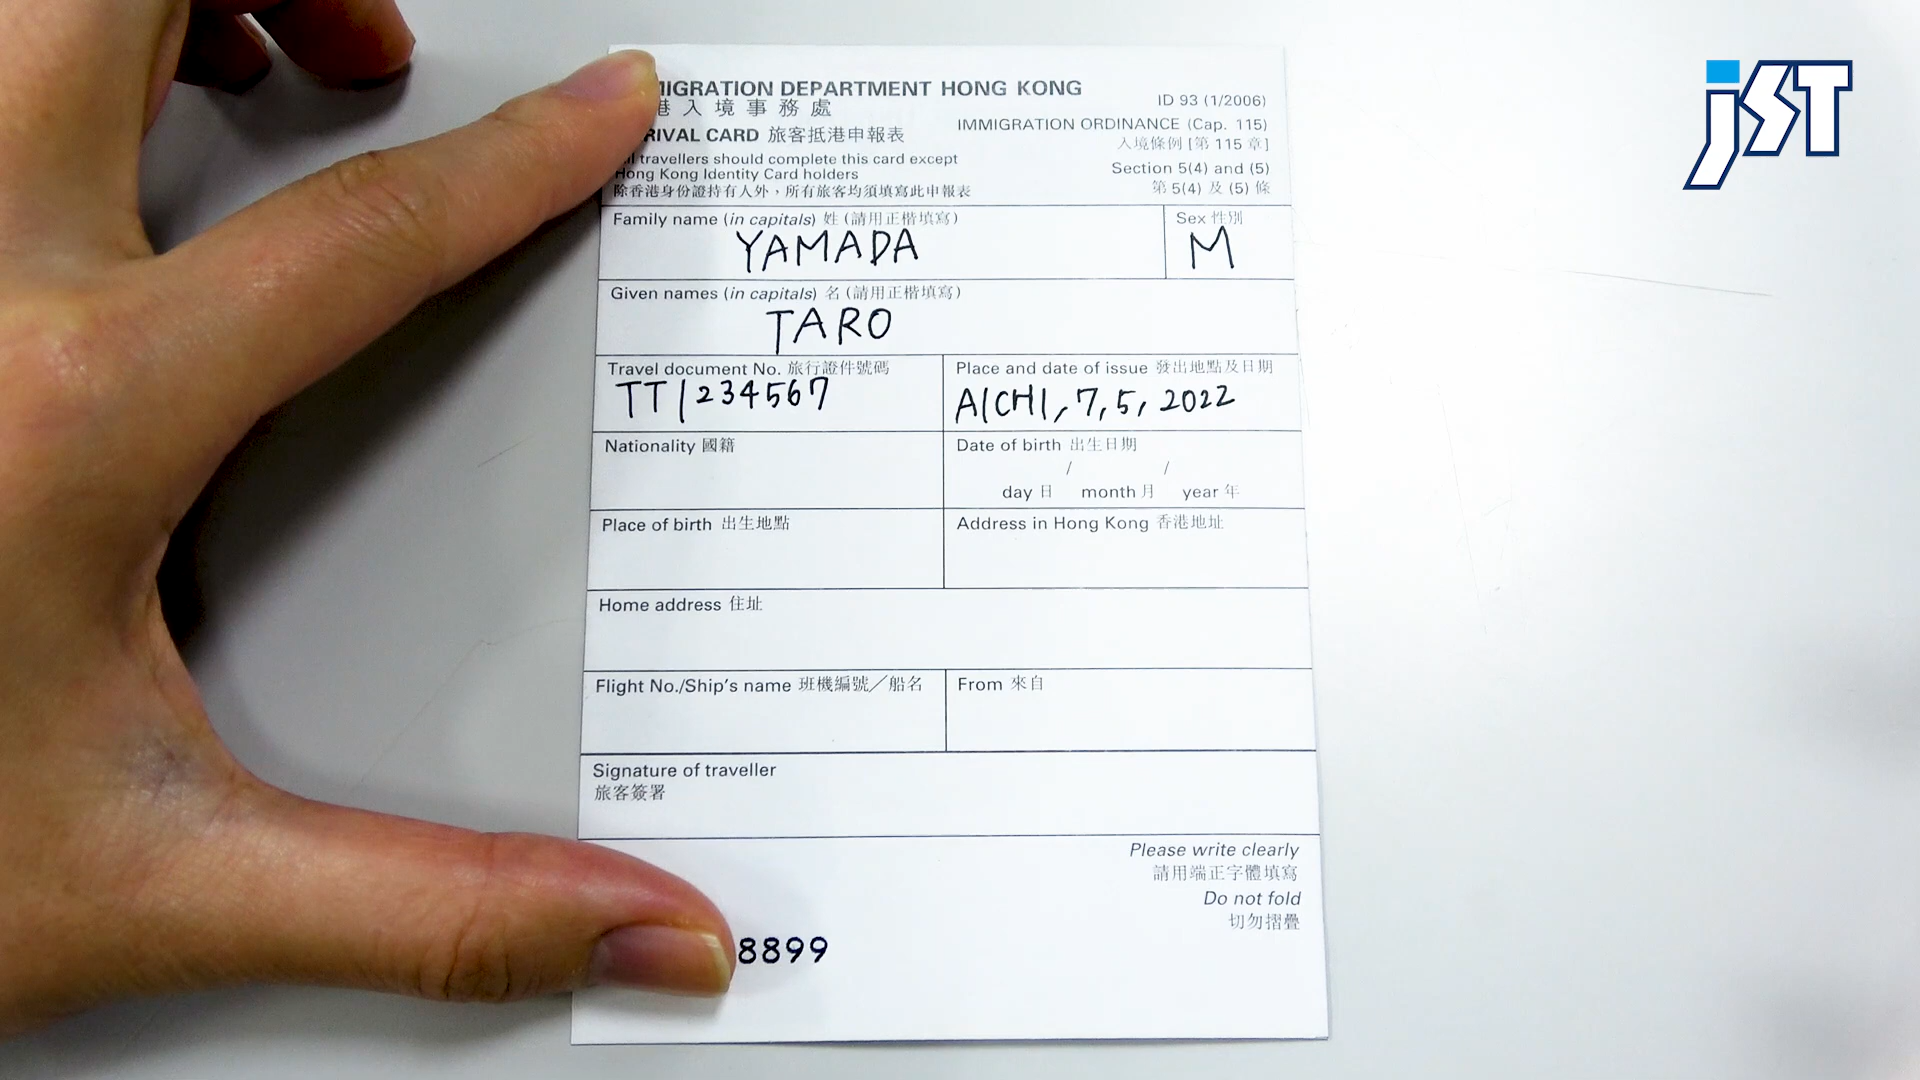 MIGRATION DEPARTMENT HONG KONG
港入境事務處
RIVAL CARD 旅客抵港申報表
travellers should complete this card except
Hong Kong Identity Card holders
除香港身份證持有人外，所有旅客均須填寫此申報表
ID 93 (1/2006)
IMMIGRATION ORDINANCE (Cap. 115)
入境條例 [第 115 章]
Section 5(4) and (5)
第 5(4) 及 (5) 條
Family name (in capitals) 姓 (請用正楷填寫)
YAMADA
Sex 性別
M
Given names (in capitals) 名 (請用正楷填寫)
TARO
Travel document No. 旅行證件號碼
TT1234567
Place and date of issue 發出地點及日期
AICHI, 7, 5, 2022
Nationality 國籍
Date of birth 出生日期
/ /
day 日 month 月 year 年
Place of birth 出生地點
Address in Hong Kong 香港地址
Home address 住址
Flight No./Ship's name 班機編號／船名
From 來自
Signature of traveller
旅客簽署
Please write clearly
請用端正字體填寫
Do not fold
切勿摺疊
8899
jST